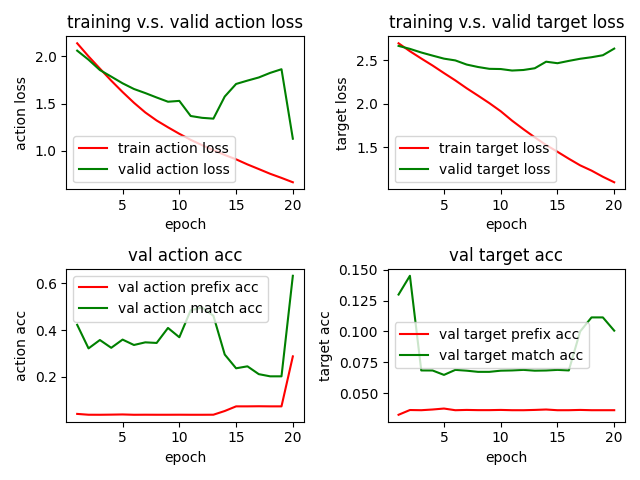 training v.s. valid action loss
action loss
2.0
1.5
1.0
train action loss
valid action loss
5
10
15
20
epoch
training v.s. valid target loss
target loss
2.5
2.0
1.5
train target loss
valid target loss
5
10
15
20
epoch
val action acc
action acc
0.6
0.4
0.2
val action prefix acc
val action match acc
5
10
15
20
epoch
val target acc
target acc
0.150
0.125
0.100
0.075
0.050
val target prefix acc
val target match acc
5
10
15
20
epoch